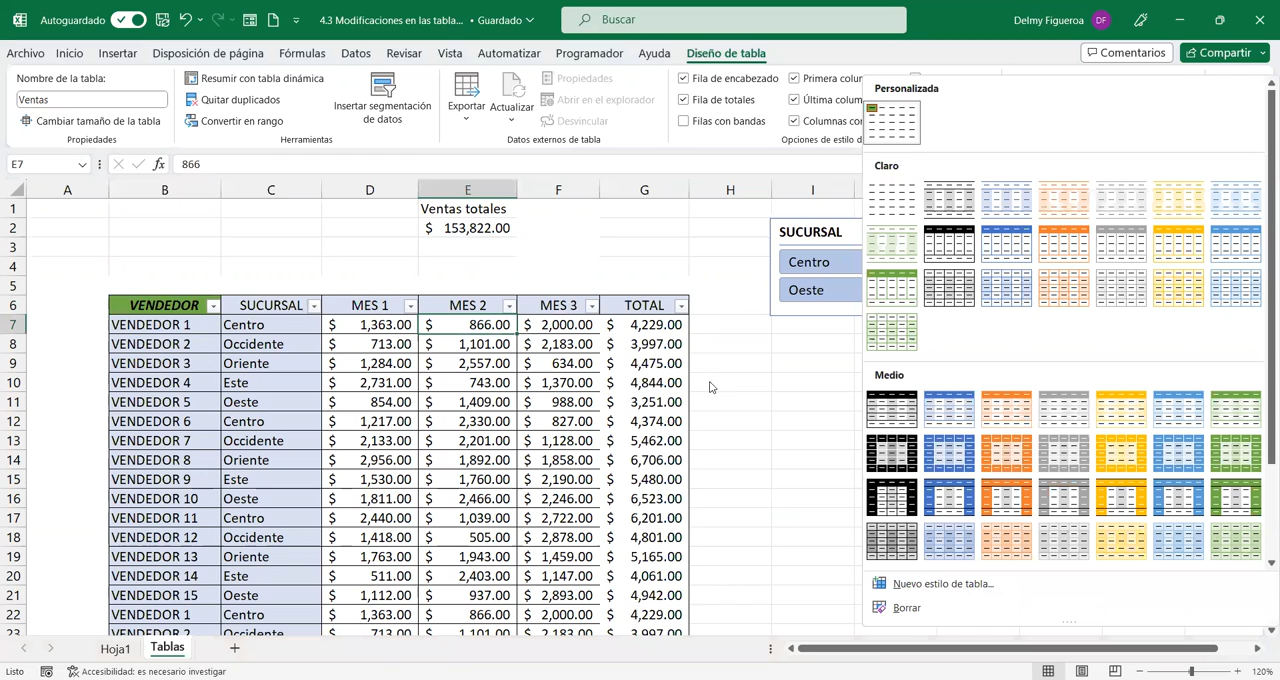 Autoguardado 4.3 Modificaciones en las tabla... • Guardado Buscar Delmy Figueroa DF
Archivo Inicio Insertar Disposición de página Fórmulas Datos Revisar Vista Automatizar Programador Ayuda Diseño de tabla Comentarios Compartir
Nombre de la tabla:
Ventas
Cambiar tamaño de la tabla
Propiedades
Resumir con tabla dinámica
Quitar duplicados
Convertir en rango
Insertar segmentación
de datos
Herramientas
Exportar
Actualizar
Propiedades
Abrir en el explorador
Desvincular
Datos externos de tabla
Fila de encabezado
Fila de totales
Filas con bandas
Primera colum
Última colum
Columnas co
Opciones de estilo d
Personalizada
Claro
Medio
Nuevo estilo de tabla...
Borrar
E7 fx 866
A B C D E F G H I
1 Ventas totales
2 $ 153,822.00
3
4
5
6 VENDEDOR SUCURSAL MES 1 MES 2 MES 3 TOTAL
7 VENDEDOR 1 Centro $ 1,363.00 $ 866.00 $ 2,000.00 $ 4,229.00
8 VENDEDOR 2 Occidente $ 713.00 $ 1,101.00 $ 2,183.00 $ 3,997.00
9 VENDEDOR 3 Oriente $ 1,284.00 $ 2,557.00 $ 634.00 $ 4,475.00
10 VENDEDOR 4 Este $ 2,731.00 $ 743.00 $ 1,370.00 $ 4,844.00
11 VENDEDOR 5 Oeste $ 854.00 $ 1,409.00 $ 988.00 $ 3,251.00
12 VENDEDOR 6 Centro $ 1,217.00 $ 2,330.00 $ 827.00 $ 4,374.00
13 VENDEDOR 7 Occidente $ 2,133.00 $ 2,201.00 $ 1,128.00 $ 5,462.00
14 VENDEDOR 8 Oriente $ 2,956.00 $ 1,892.00 $ 1,858.00 $ 6,706.00
15 VENDEDOR 9 Este $ 1,530.00 $ 1,760.00 $ 2,190.00 $ 5,480.00
16 VENDEDOR 10 Oeste $ 1,811.00 $ 2,466.00 $ 2,246.00 $ 6,523.00
17 VENDEDOR 11 Centro $ 2,440.00 $ 1,039.00 $ 2,722.00 $ 6,201.00
18 VENDEDOR 12 Occidente $ 1,418.00 $ 505.00 $ 2,878.00 $ 4,801.00
19 VENDEDOR 13 Oriente $ 1,763.00 $ 1,943.00 $ 1,459.00 $ 5,165.00
20 VENDEDOR 14 Este $ 511.00 $ 2,403.00 $ 1,147.00 $ 4,061.00
21 VENDEDOR 15 Oeste $ 1,112.00 $ 937.00 $ 2,893.00 $ 4,942.00
22 VENDEDOR 1 Centro $ 1,363.00 $ 866.00 $ 2,000.00 $ 4,229.00
23 VENDEDOR 2 Occidente $ 713.00 $ 1,101.00 $ 2,183.00 $ 3,997.00
SUCURSAL
Centro
Oeste
Hoja1 Tablas
Listo Accesibilidad: es necesario investigar 120%